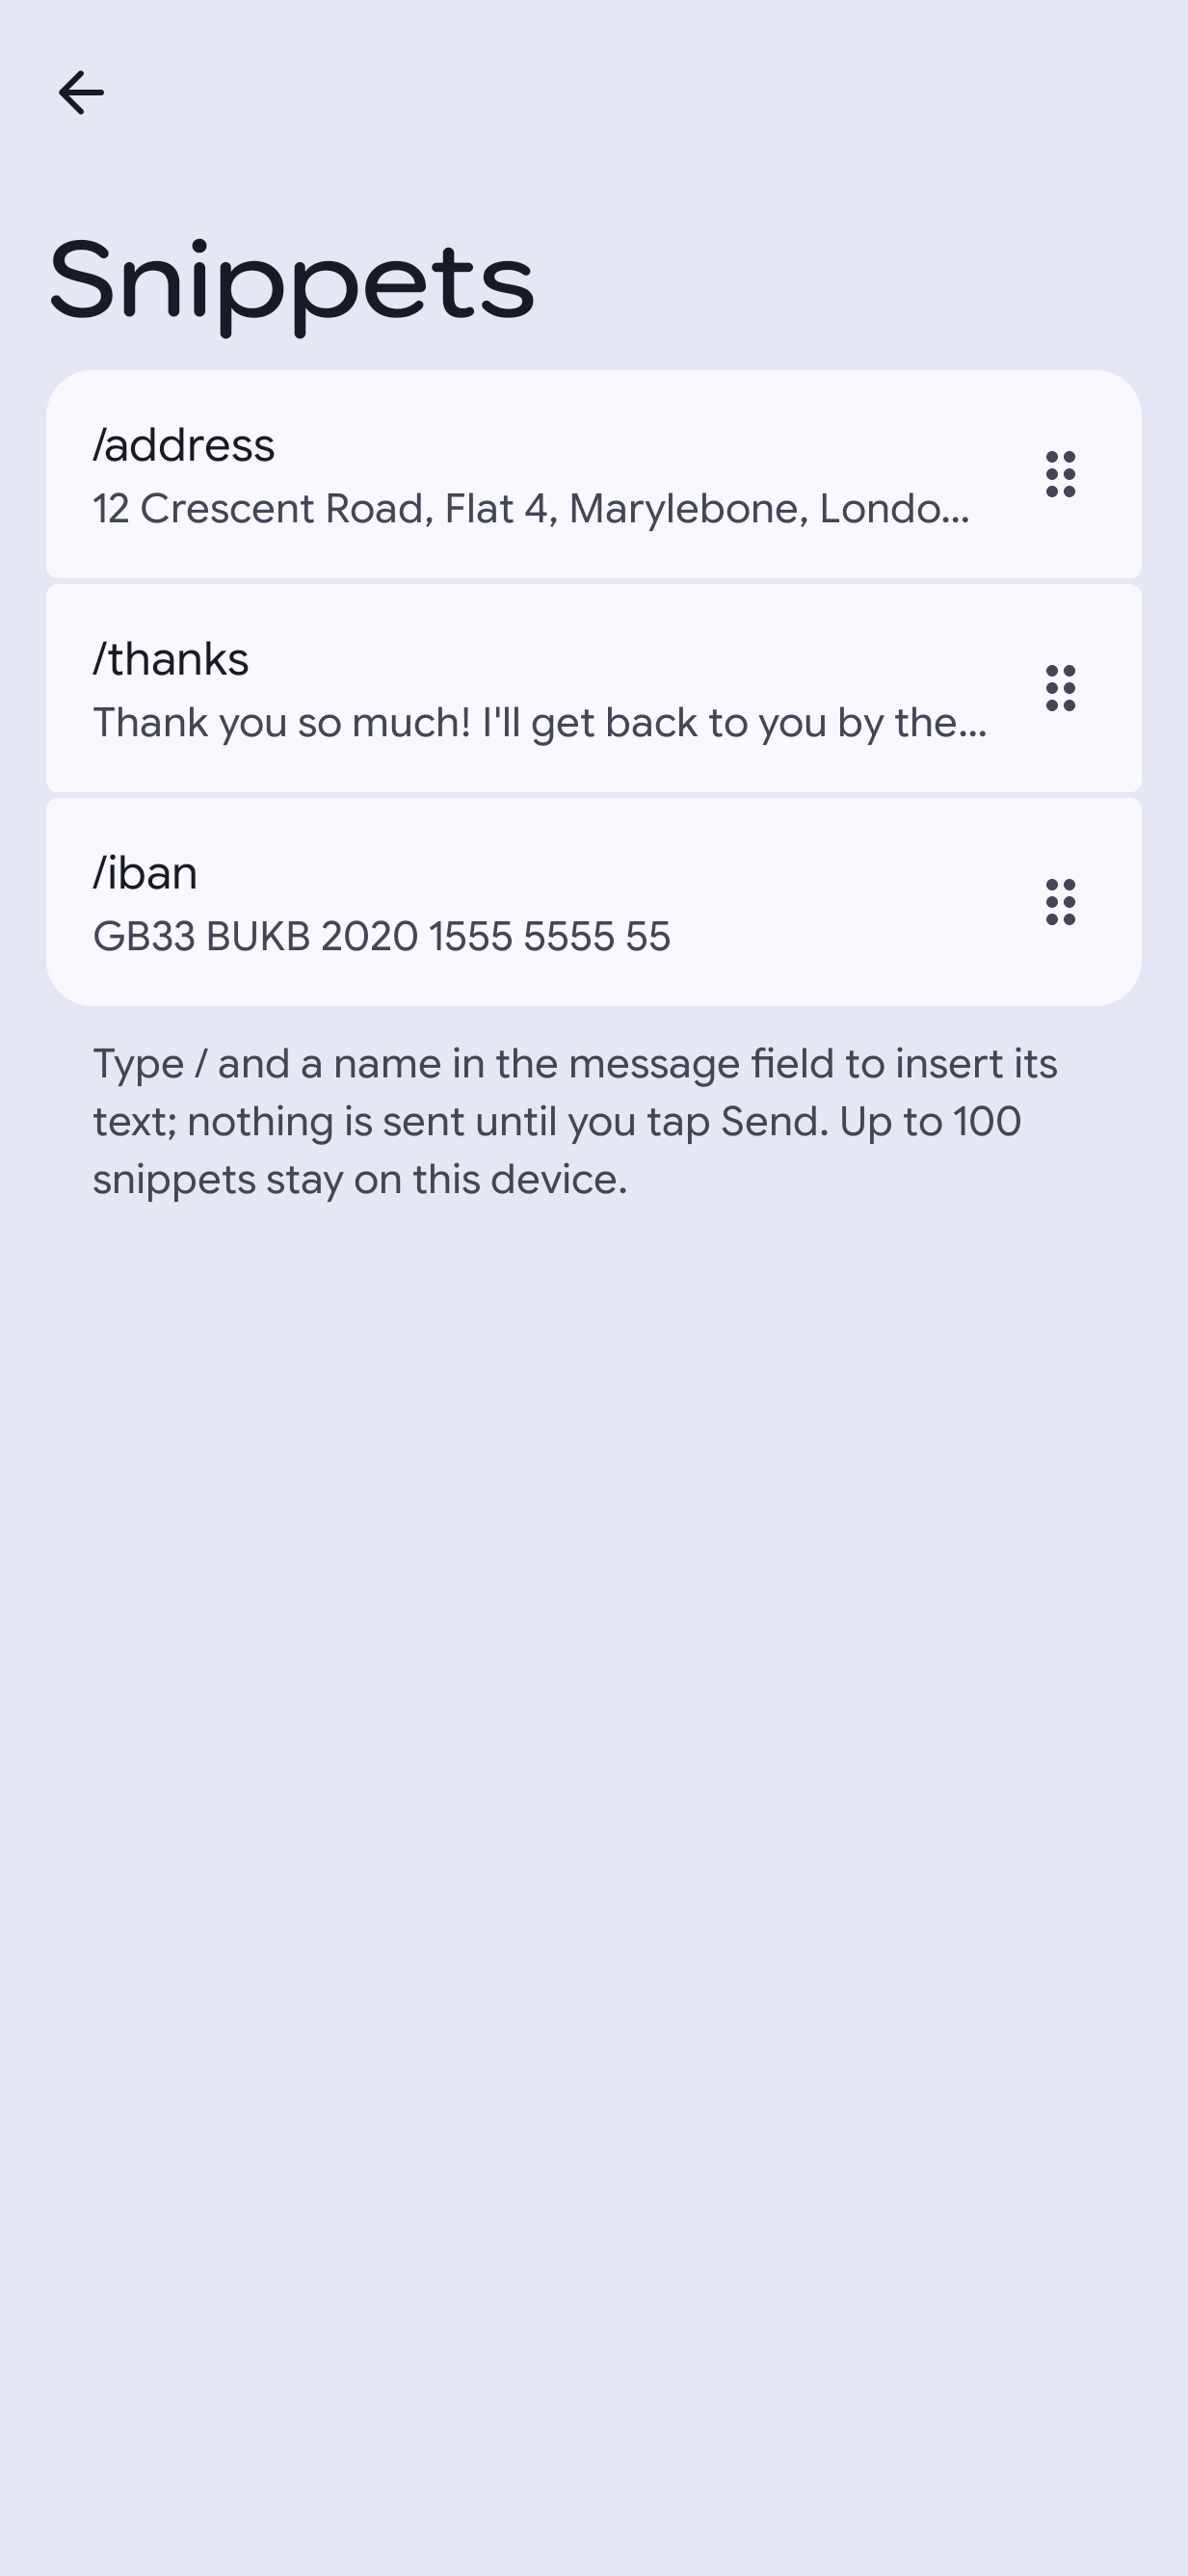 Snippets
/address
12 Crescent Road, Flat 4, Marylebone, Londo...
/thanks
Thank you so much! I'll get back to you by the...
/iban
GB33 BUKB 2020 1555 5555 55
Type / and a name in the message field to insert its
text; nothing is sent until you tap Send. Up to 100
snippets stay on this device.